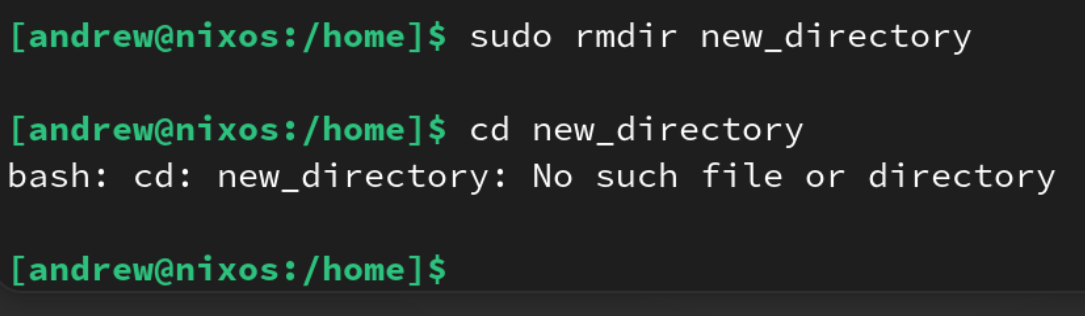 [andrew@nixos:/home]$ sudo rmdir new_directory
[andrew@nixos:/home]$ cd new_directory
bash: cd: new_directory: No such file or directory
[andrew@nixos:/home]$